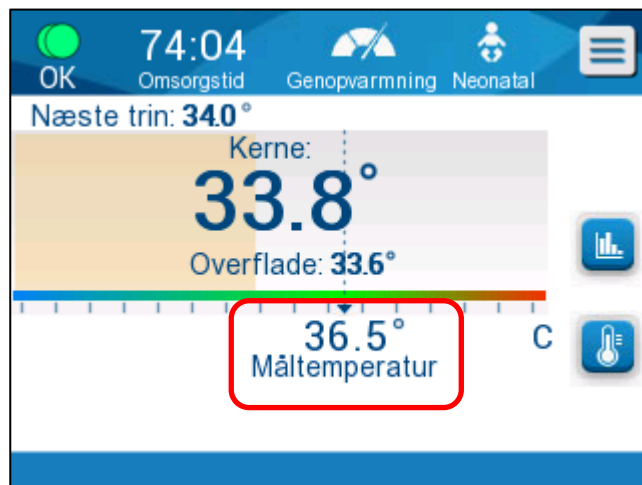 74:04
OK Omsorgstid Genopvarmning Neonatal
Næste trin: 34.0°
Kerne:
33.8°
Overflade: 33.6°
36.5° C
Måltemperatur